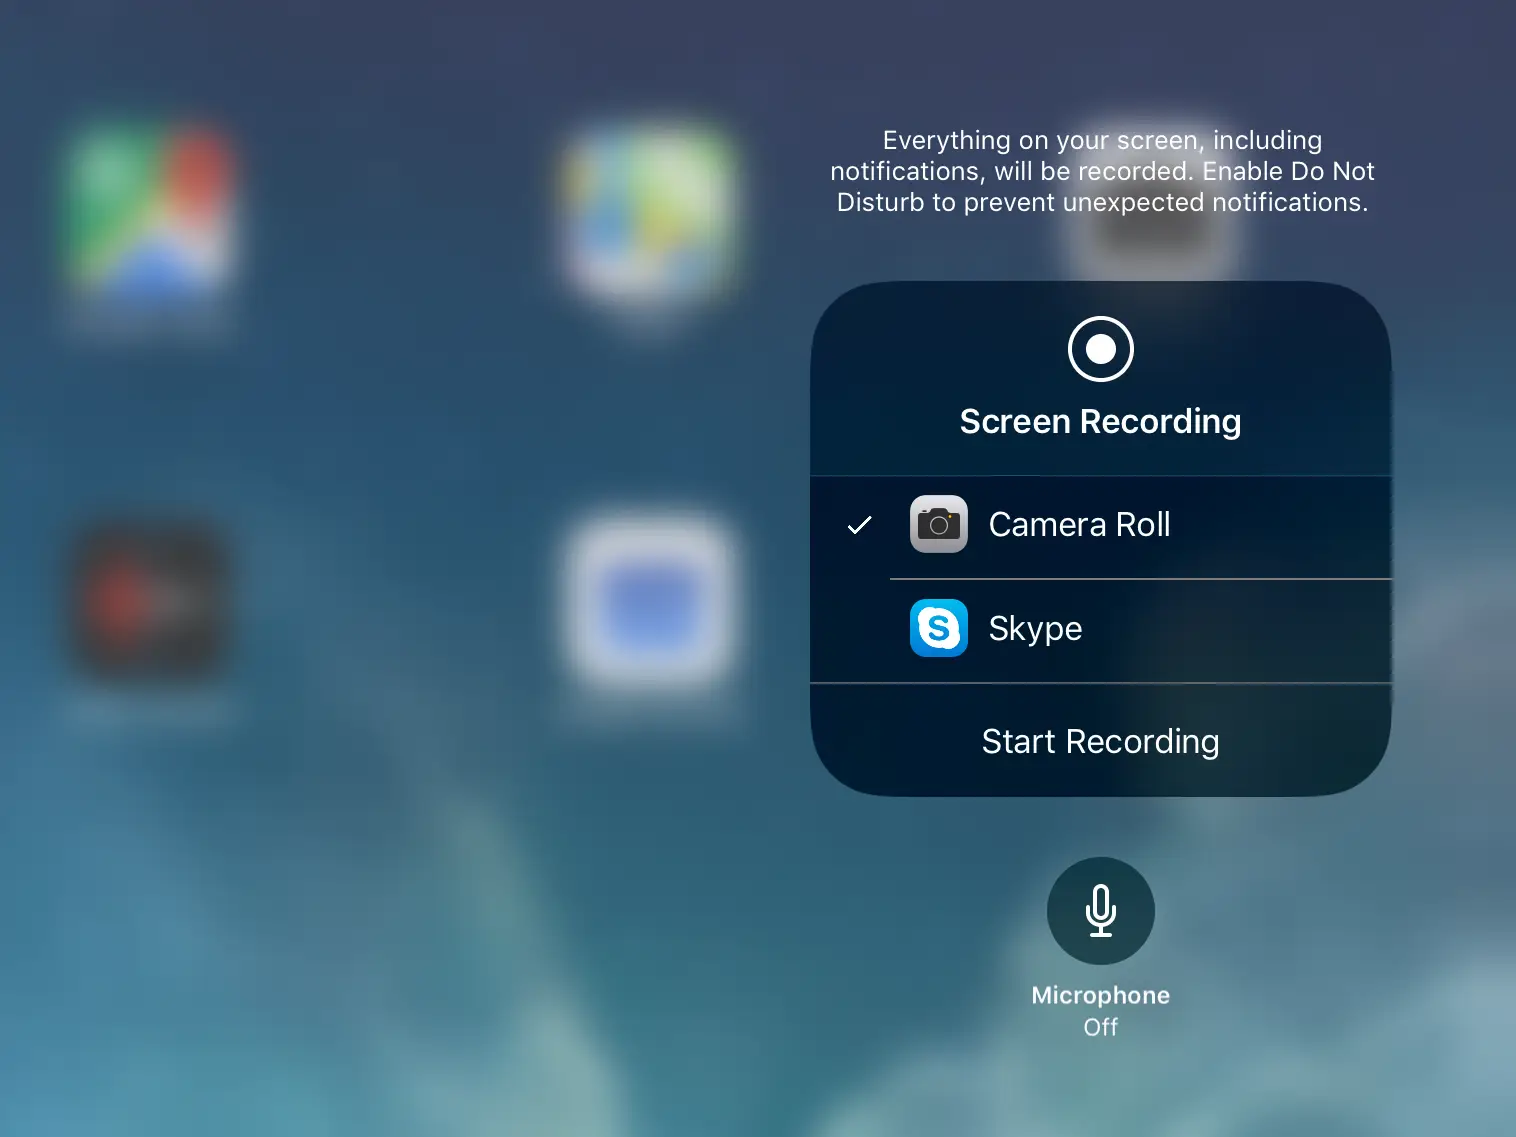 Everything on your screen, including
notifications, will be recorded. Enable Do Not
Disturb to prevent unexpected notifications.
Screen Recording
Camera Roll
S
Skype
Start Recording
Microphone
Off